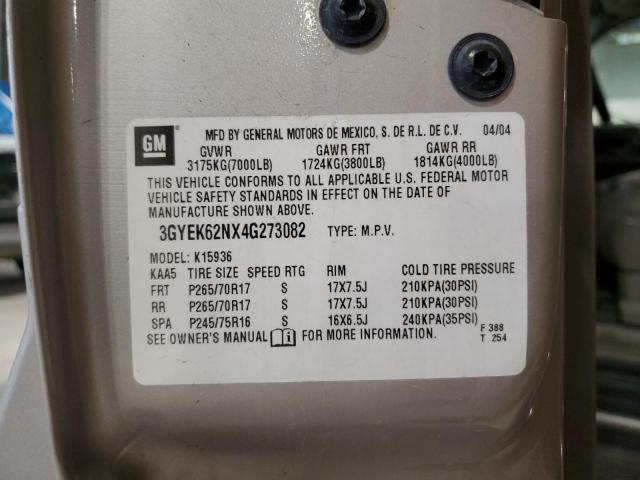 GM
MFD BY GENERAL MOTORS DE MEXICO, S. DE R.L. DE C.V. 04/04
GVWR GAWR FRT GAWR RR
3175KG(7000LB) 1724KG(3800LB) 1814KG(4000LB)
THIS VEHICLE CONFORMS TO ALL APPLICABLE U.S. FEDERAL MOTOR
VEHICLE SAFETY STANDARDS IN EFFECT ON THE DATE OF
MANUFACTURE SHOWN ABOVE.
3GYEK62NX4G273082 TYPE: M.P.V.
MODEL: K15936
KAA5 TIRE SIZE SPEED RTG RIM COLD TIRE PRESSURE
FRT P265/70R17 S 17X7.5J 210KPA(30PSI)
RR P265/70R17 S 17X7.5J 210KPA(30PSI)
SPA P245/75R16 S 16X6.5J 240KPA(35PSI)
SEE OWNER'S MANUAL FOR MORE INFORMATION.
F 388
T 254